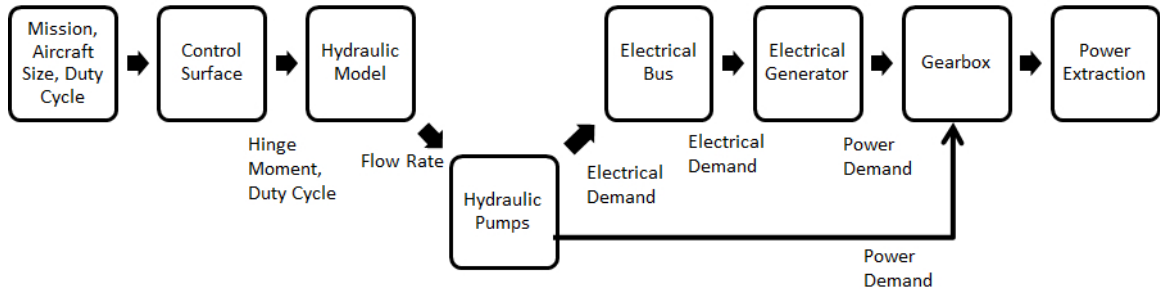 Mission,
Aircraft
Size, Duty
Cycle
Control
Surface
Hydraulic
Model
Electrical
Bus
Electrical
Generator
Gearbox
Power
Extraction
Hinge
Moment,
Duty Cycle
Flow Rate
Hydraulic
Pumps
Electrical
Demand
Electrical
Demand
Power
Demand
Power
Demand